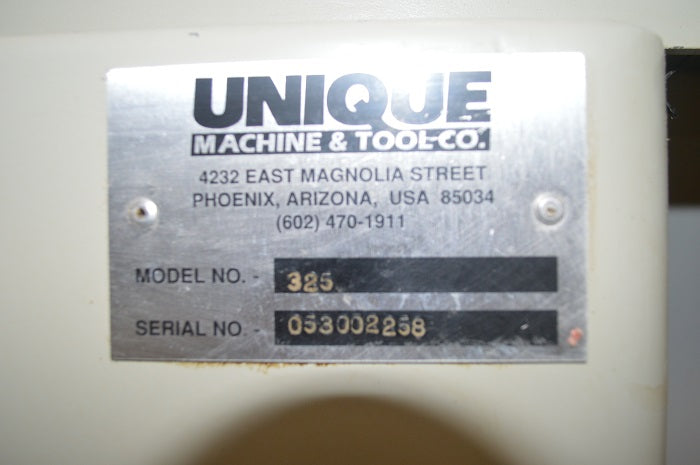 UNIQUE
MACHINE & TOOL CO.
4232 EAST MAGNOLIA STREET
PHOENIX, ARIZONA, USA 85034
(602) 470-1911
MODEL NO. - 325
SERIAL NO - 053002258